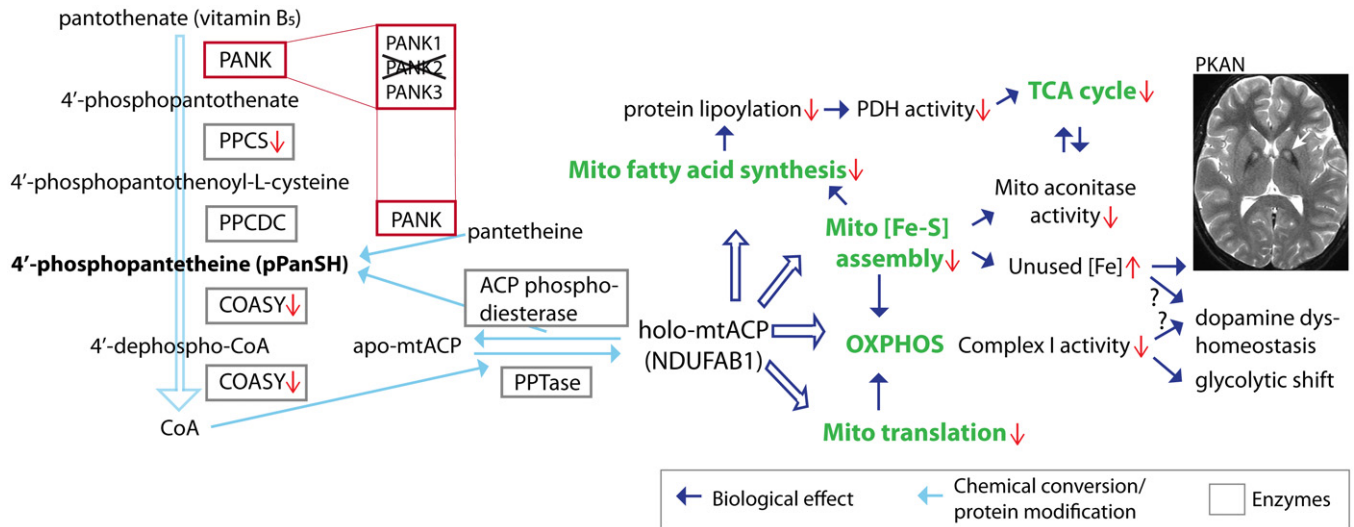 pantothenate (vitamin B₅)
PANK
PANK1
PANK2
PANK3
4′-phosphopantothenate
PPCS↓
4′-phosphopantothenoyl-L-cysteine
PPCDC
PANK
pantetheine
4′-phosphopantetheine (pPanSH)
COASY↓
ACP phospho-
diesterase
4′-dephospho-CoA
COASY↓
CoA
apo-mtACP
PPTase
holo-mtACP
(NDUFAB1)
protein lipoylation↓
PDH activity↓
TCA cycle↓
Mito fatty acid synthesis↓
Mito aconitase
activity↓
Mito [Fe-S]
assembly↓
Unused [Fe]↑
OXPHOS
Complex I activity↓
?
?
dopamine dys-
homeostasis
glycolytic shift
Mito translation↓
PKAN
Biological effect
Chemical conversion/
protein modification
Enzymes